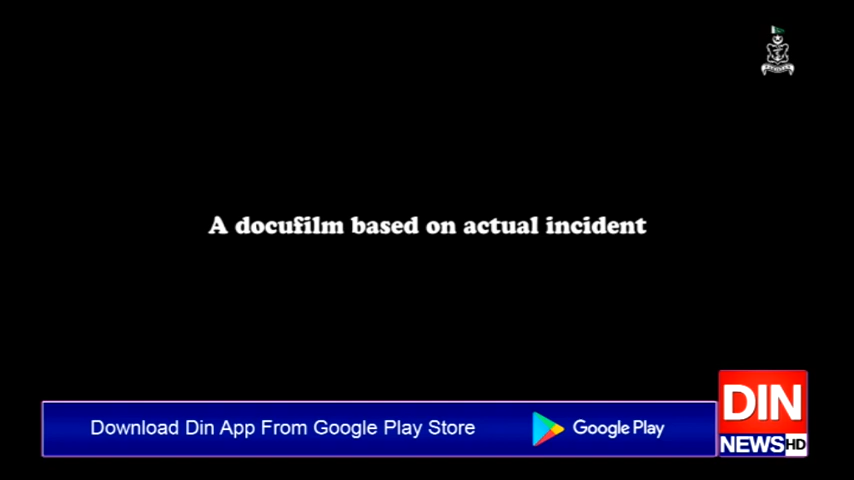 A docufilm based on actual incident
Download Din App From Google Play Store
Google Play
DIN
NEWS HD